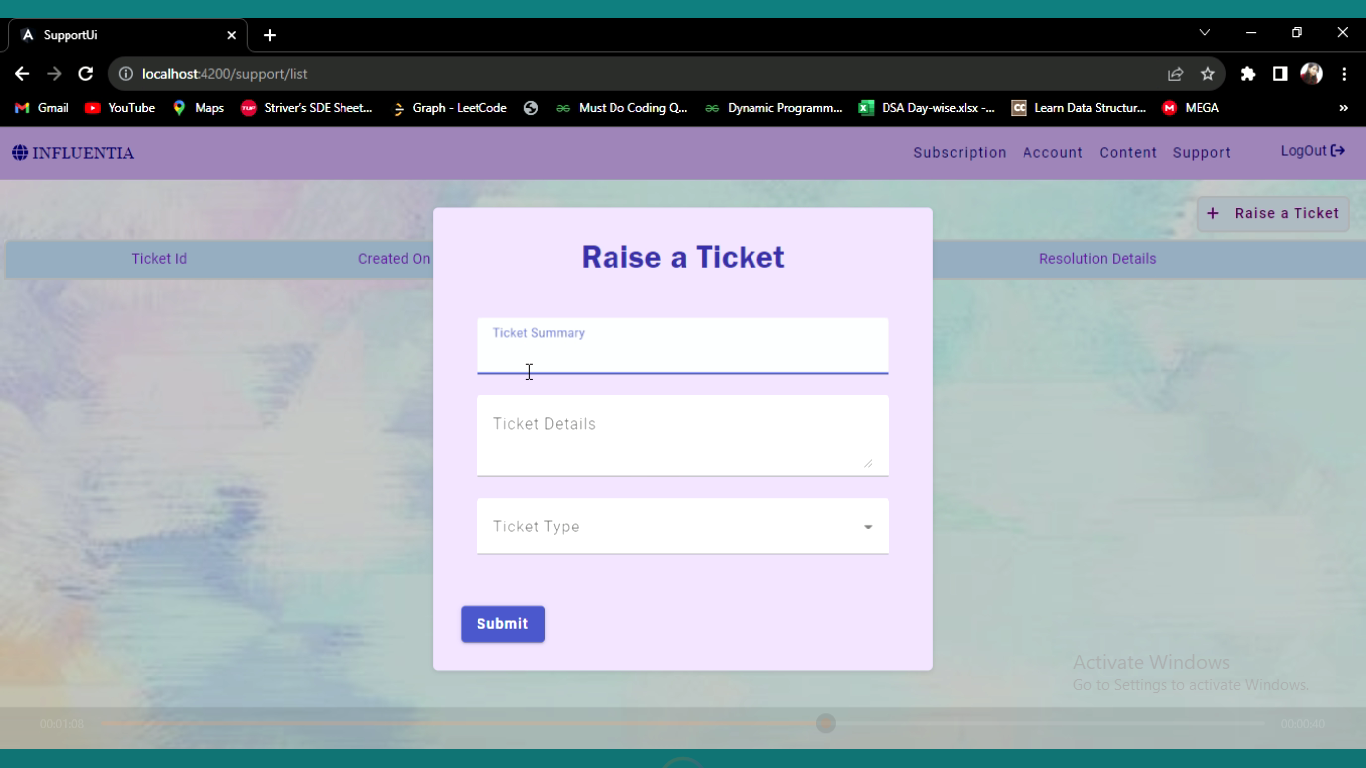 SupportUi
localhost:4200/support/list
Gmail YouTube Maps Striver's SDE Sheet... Graph - LeetCode Must Do Coding Q... Dynamic Programm... DSA Day-wise.xlsx -... Learn Data Structur... MEGA »
INFLUENTIA Subscription Account Content Support LogOut
+ Raise a Ticket
Ticket Id Created On Resolution Details
Raise a Ticket
Ticket Summary
Ticket Details
Ticket Type
Submit
Activate Windows
Go to Settings to activate Windows.
00:01:08 00:00:40